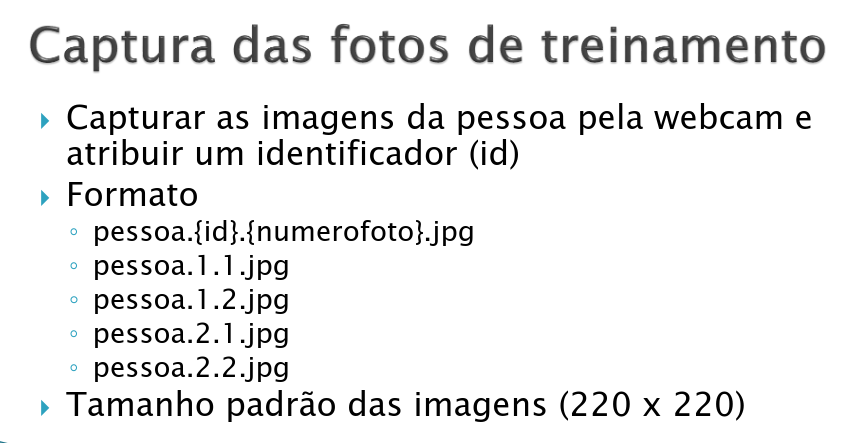 Captura das fotos de treinamento
Capturar as imagens da pessoa pela webcam e
atribuir um identificador (id)
Formato
pessoa.{id}.{numerofoto}.jpg
pessoa.1.1.jpg
pessoa.1.2.jpg
pessoa.2.1.jpg
pessoa.2.2.jpg
Tamanho padrão das imagens (220 x 220)